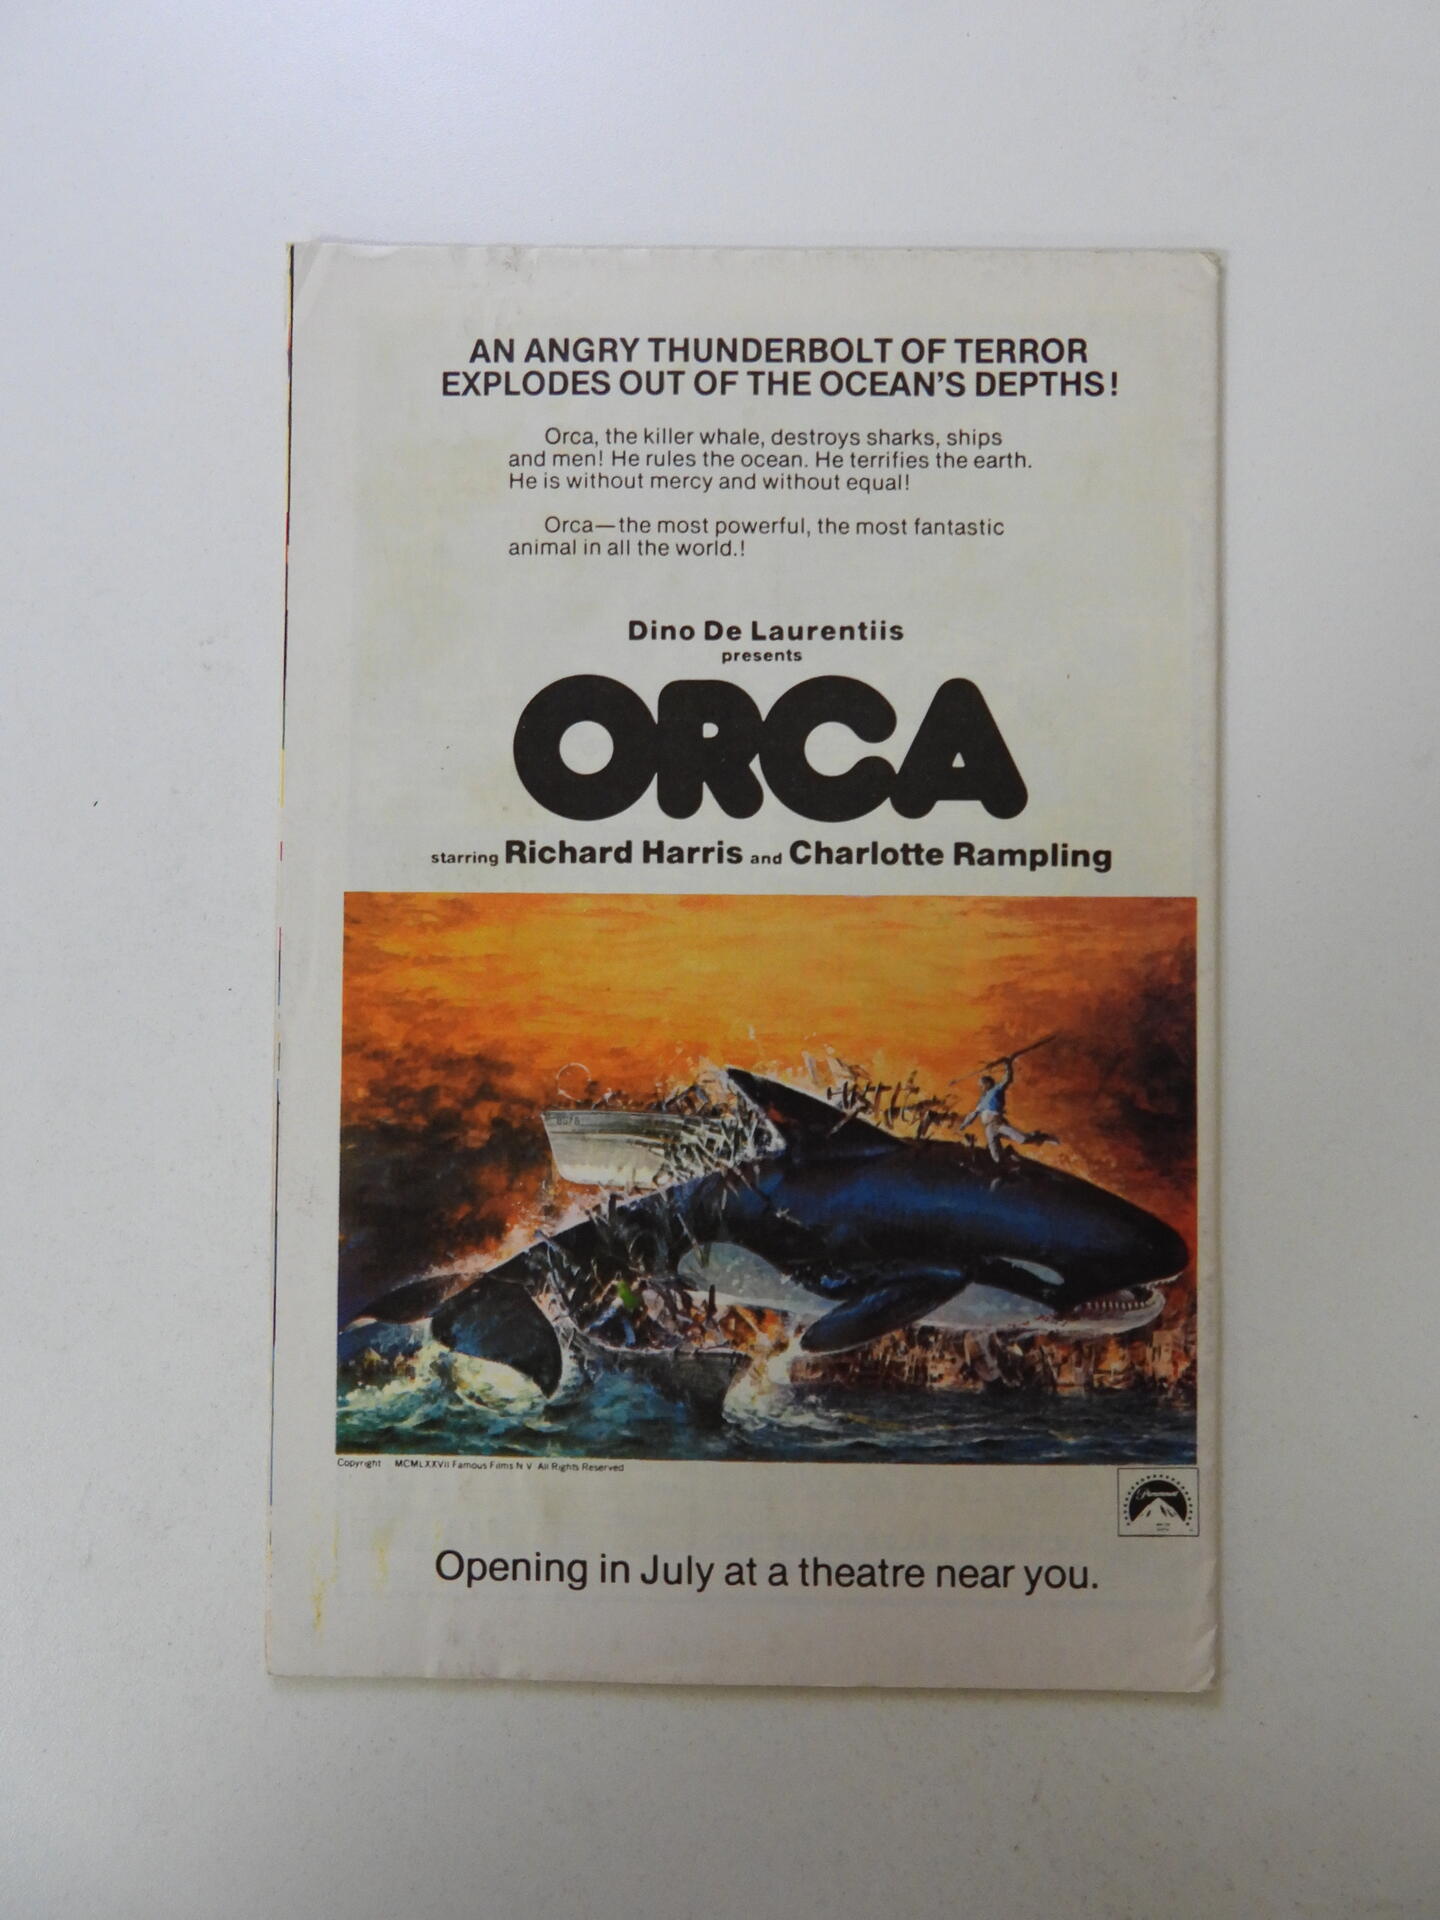 AN ANGRY THUNDERBOLT OF TERROR
EXPLODES OUT OF THE OCEAN'S DEPTHS!
Orca, the killer whale, destroys sharks, ships
and men! He rules the ocean. He terrifies the earth.
He is without mercy and without equal!
Orca—the most powerful, the most fantastic
animal in all the world.!
Dino De Laurentiis
presents
ORCA
starring Richard Harris and Charlotte Rampling
Copyright MCMLXXVII Famous Films N V All Rights Reserved
Paramount
Opening in July at a theatre near you.